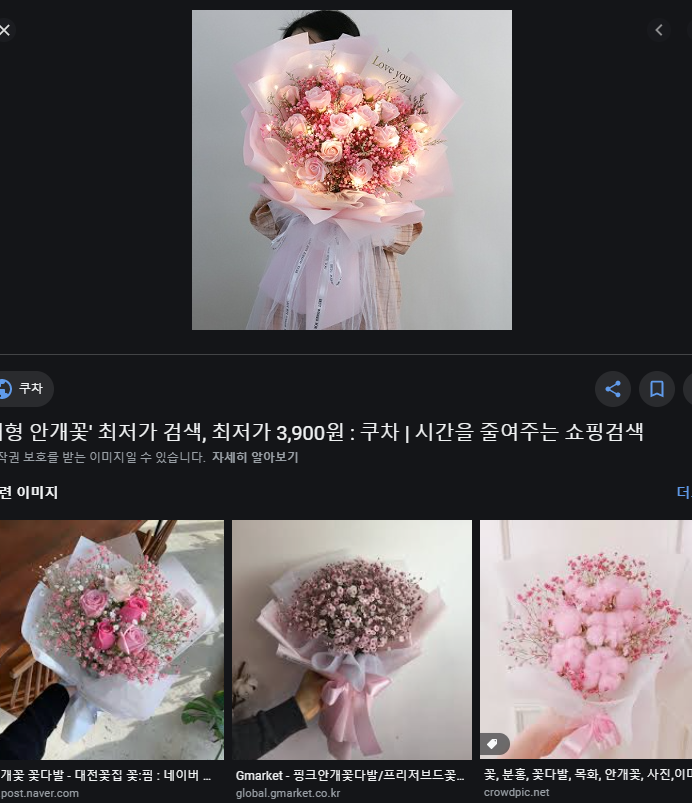 Love you
쿠차
형 안개꽃' 최저가 검색, 최저가 3,900원 : 쿠차 | 시간을 줄여주는 쇼핑검색
작권 보호를 받는 이미지일 수 있습니다. 자세히 알아보기
련 이미지
더
개꽃 꽃다발 - 대전꽃집 꽃:핌 : 네이버 ...
post.naver.com
Gmarket - 핑크안개꽃다발/프리저브드꽃...
global.gmarket.co.kr
꽃, 분홍, 꽃다발, 목화, 안개꽃, 사진,이미
crowdpic.net